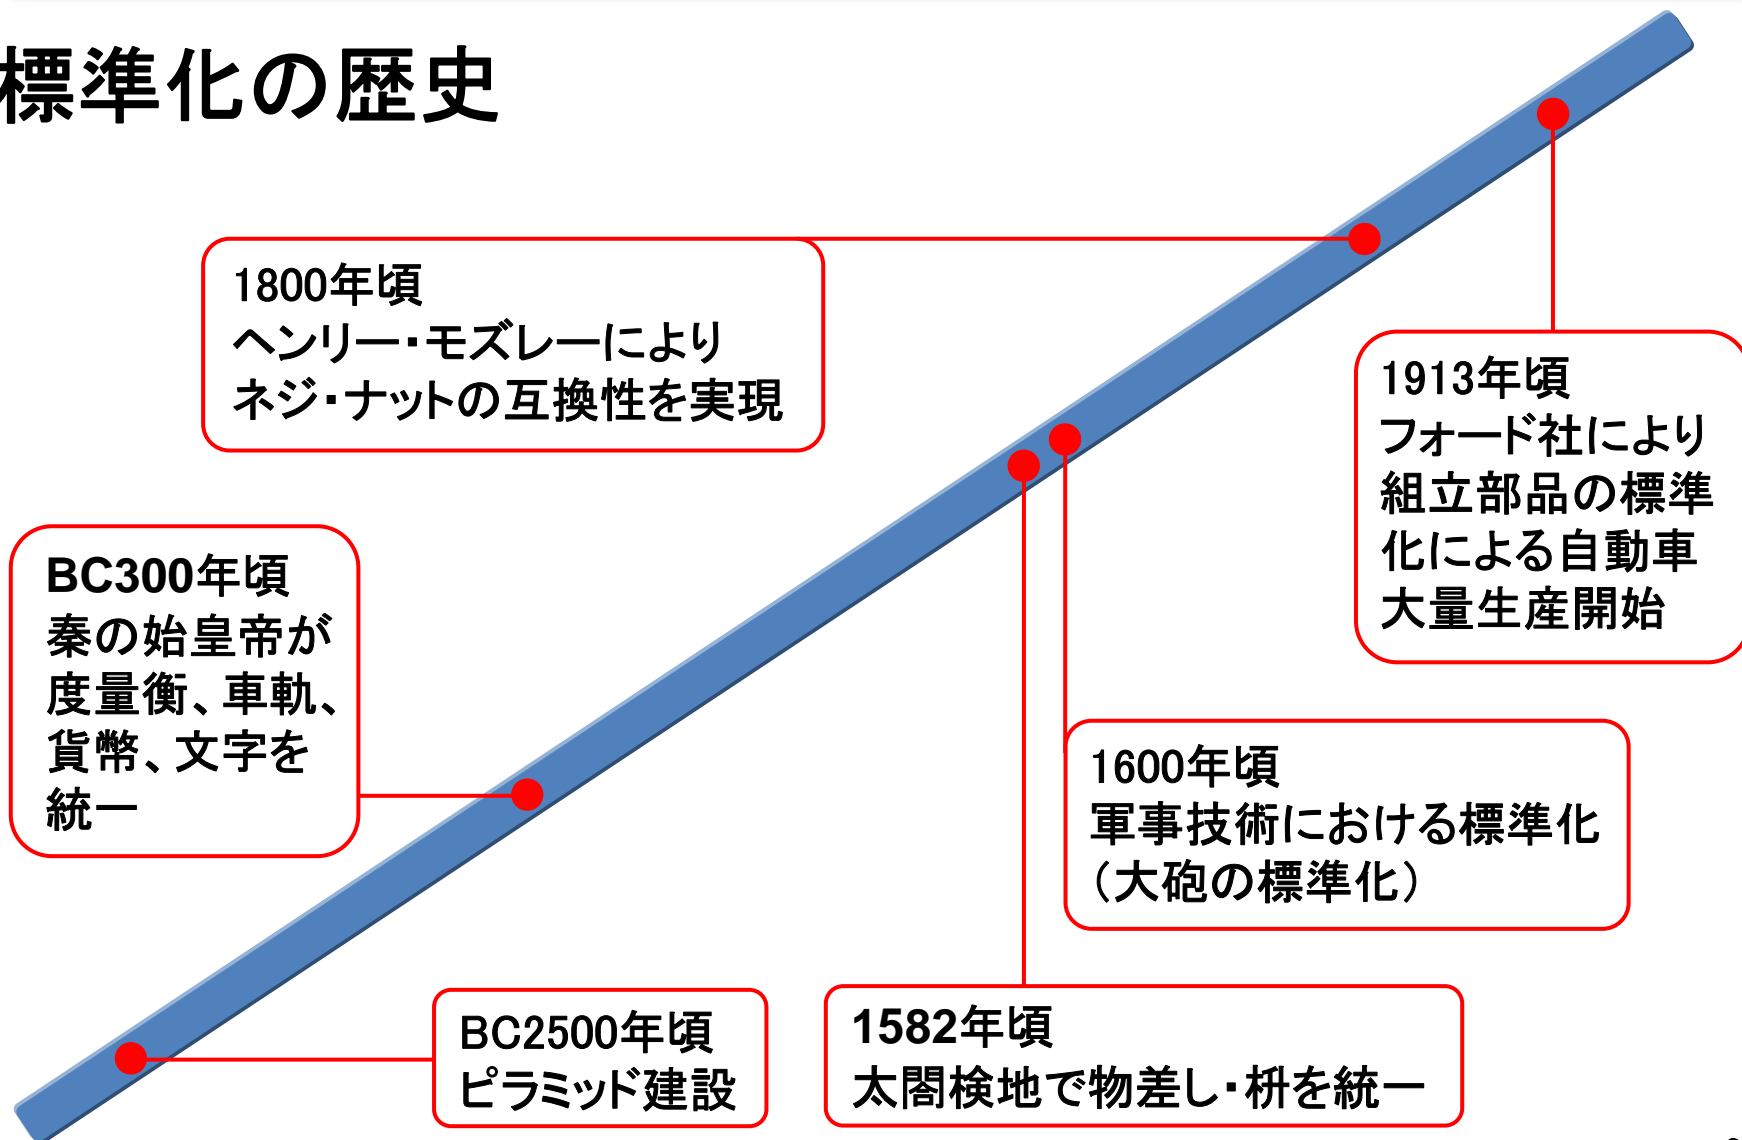 標準化の歴史
1800年頃
ヘンリー・モズレーにより
ネジ・ナットの互換性を実現
1913年頃
フォード社により
組立部品の標準
化による自動車
大量生産開始
BC300年頃
秦の始皇帝が
度量衡、車軌、
貨幣、文字を
統一
1600年頃
軍事技術における標準化
（大砲の標準化）
BC2500年頃
ピラミッド建設
1582年頃
太閤検地で物差し・枡を統一